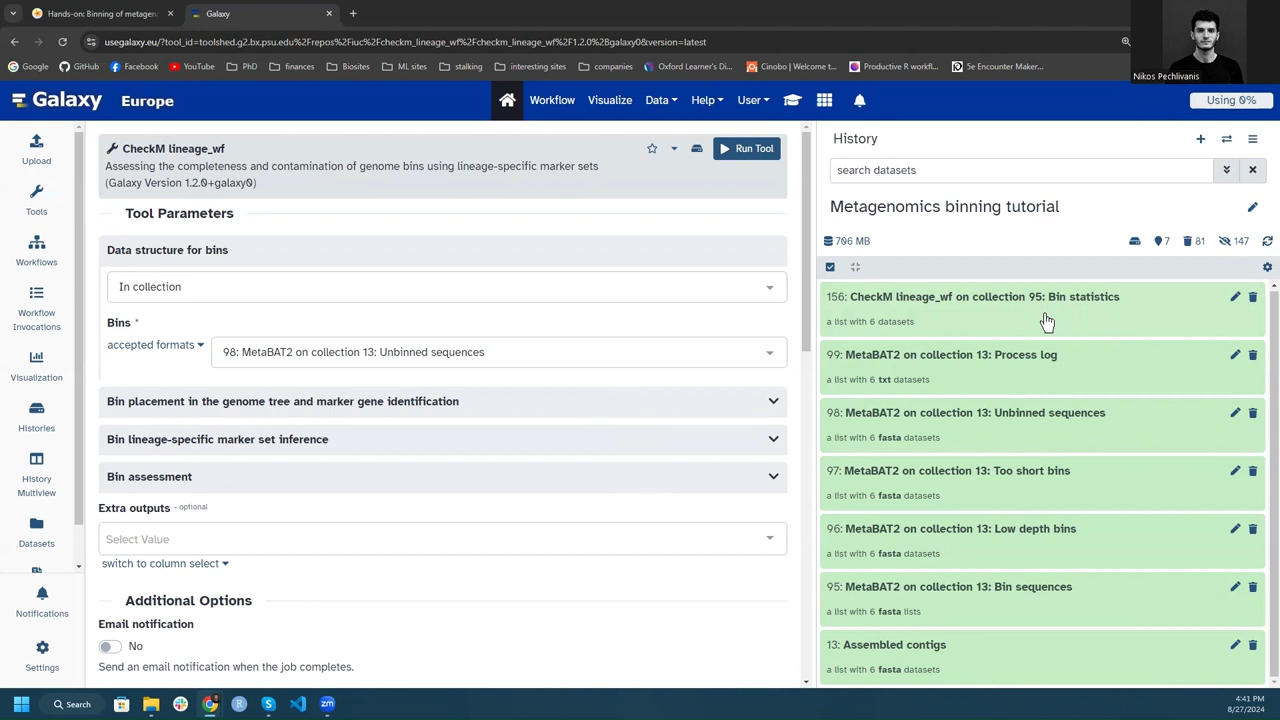 Hands-on: Binning of metagen
Galaxy
usegalaxy.eu/?tool_id=toolshed.g2.bx.psu.edu%2Frepos%2Fiuc%2Fcheckm_lineage_wf%2Fcheckm_lineage_wf%2F1.2.0%2Bgalaxy0&version=latest
Google
GitHub
Facebook
YouTube
PhD
finances
Biosites
ML sites
stalking
interesting sites
companies
Oxford Learner's Di...
Cinobo | Welcome t...
Productive R workfl...
5e Encounter Maker...
Nikos Pechlivanis
Galaxy Europe
Workflow
Visualize
Data
Help
User
Using 0%
Upload
Tools
Workflows
Workflow
Invocations
Visualization
Histories
History
Multiview
Datasets
Notifications
Settings
CheckM lineage_wf
Run Tool
Assessing the completeness and contamination of genome bins using lineage-specific marker sets
(Galaxy Version 1.2.0+galaxy0)
Tool Parameters
Data structure for bins
In collection
Bins *
accepted formats
98: MetaBAT2 on collection 13: Unbinned sequences
Bin placement in the genome tree and marker gene identification
Bin lineage-specific marker set inference
Bin assessment
Extra outputs - optional
Select Value
switch to column select
Additional Options
Email notification
No
Send an email notification when the job completes.
History
search datasets
Metagenomics binning tutorial
706 MB
7
81
147
156: CheckM lineage_wf on collection 95: Bin statistics
a list with 6 datasets
99: MetaBAT2 on collection 13: Process log
a list with 6 txt datasets
98: MetaBAT2 on collection 13: Unbinned sequences
a list with 6 fasta datasets
97: MetaBAT2 on collection 13: Too short bins
a list with 6 fasta datasets
96: MetaBAT2 on collection 13: Low depth bins
a list with 6 fasta datasets
95: MetaBAT2 on collection 13: Bin sequences
a list with 6 fasta lists
13: Assembled contigs
a list with 6 fasta datasets
Search
4:41 PM
8/27/2024